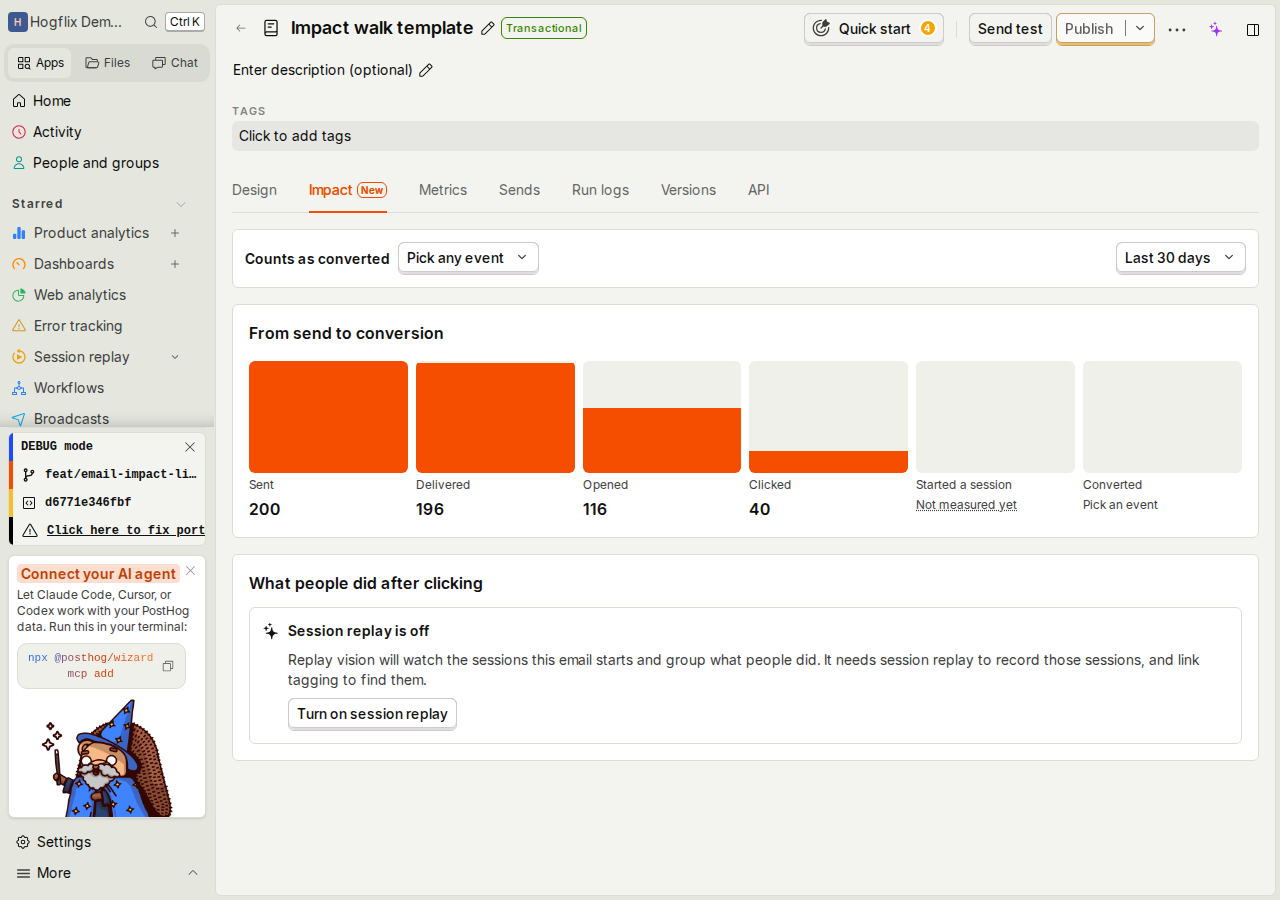 H Hogflix Dem... Ctrl K
Apps Files Chat
Home
Activity
People and groups
Starred
Product analytics
Dashboards
Web analytics
Error tracking
Session replay
Workflows
Broadcasts
DEBUG mode
feat/email-impact-li...
d6771e346fbf
Click here to fix port
Connect your AI agent
Let Claude Code, Cursor, or
Codex work with your PostHog
data. Run this in your terminal:
npx @posthog/wizard
mcp add
Settings
More
Impact walk template Transactional
Quick start 4 Send test Publish
Enter description (optional)
TAGS
Click to add tags
Design Impact New Metrics Sends Run logs Versions API
Counts as converted Pick any event Last 30 days
From send to conversion
Sent Delivered Opened Clicked Started a session Converted
200 196 116 40 Not measured yet Pick an event
What people did after clicking
Session replay is off
Replay vision will watch the sessions this email starts and group what people did. It needs session replay to record those sessions, and link
tagging to find them.
Turn on session replay